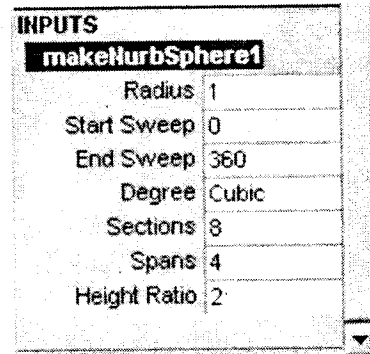 INPUTS
makeNurbSphere1
Radius 1
Start Sweep 0
End Sweep 360
Degree Cubic
Sections 8
Spans 4
Height Ratio 2